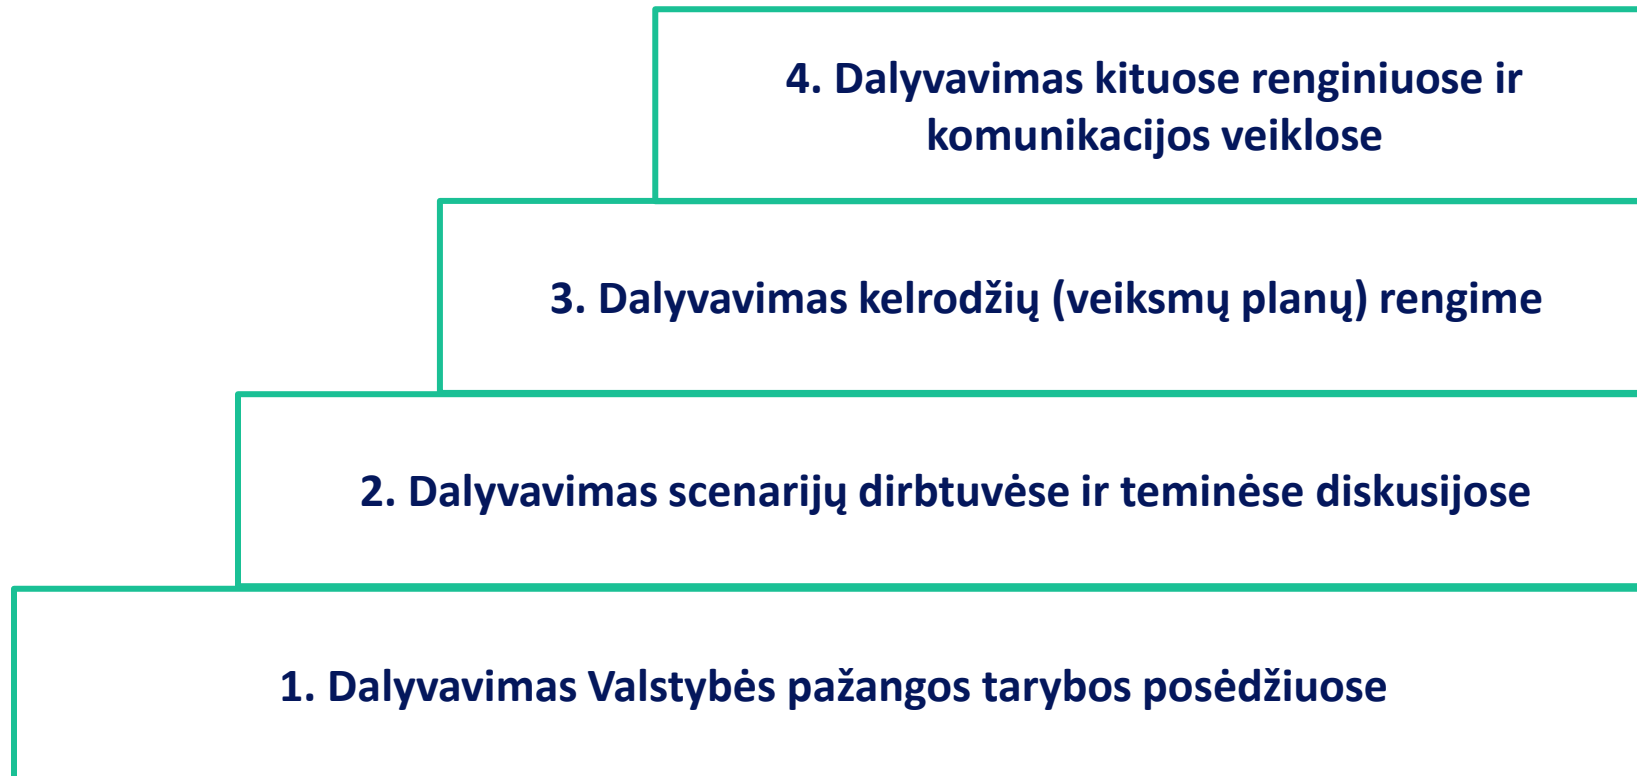 4. Dalyvavimas kituose renginiuose ir
komunikacijos veiklose
3. Dalyvavimas kelrodžių (veiksmų planų) rengime
2. Dalyvavimas scenarijų dirbtuvėse ir teminėse diskusijose
1. Dalyvavimas Valstybės pažangos tarybos posėdžiuose